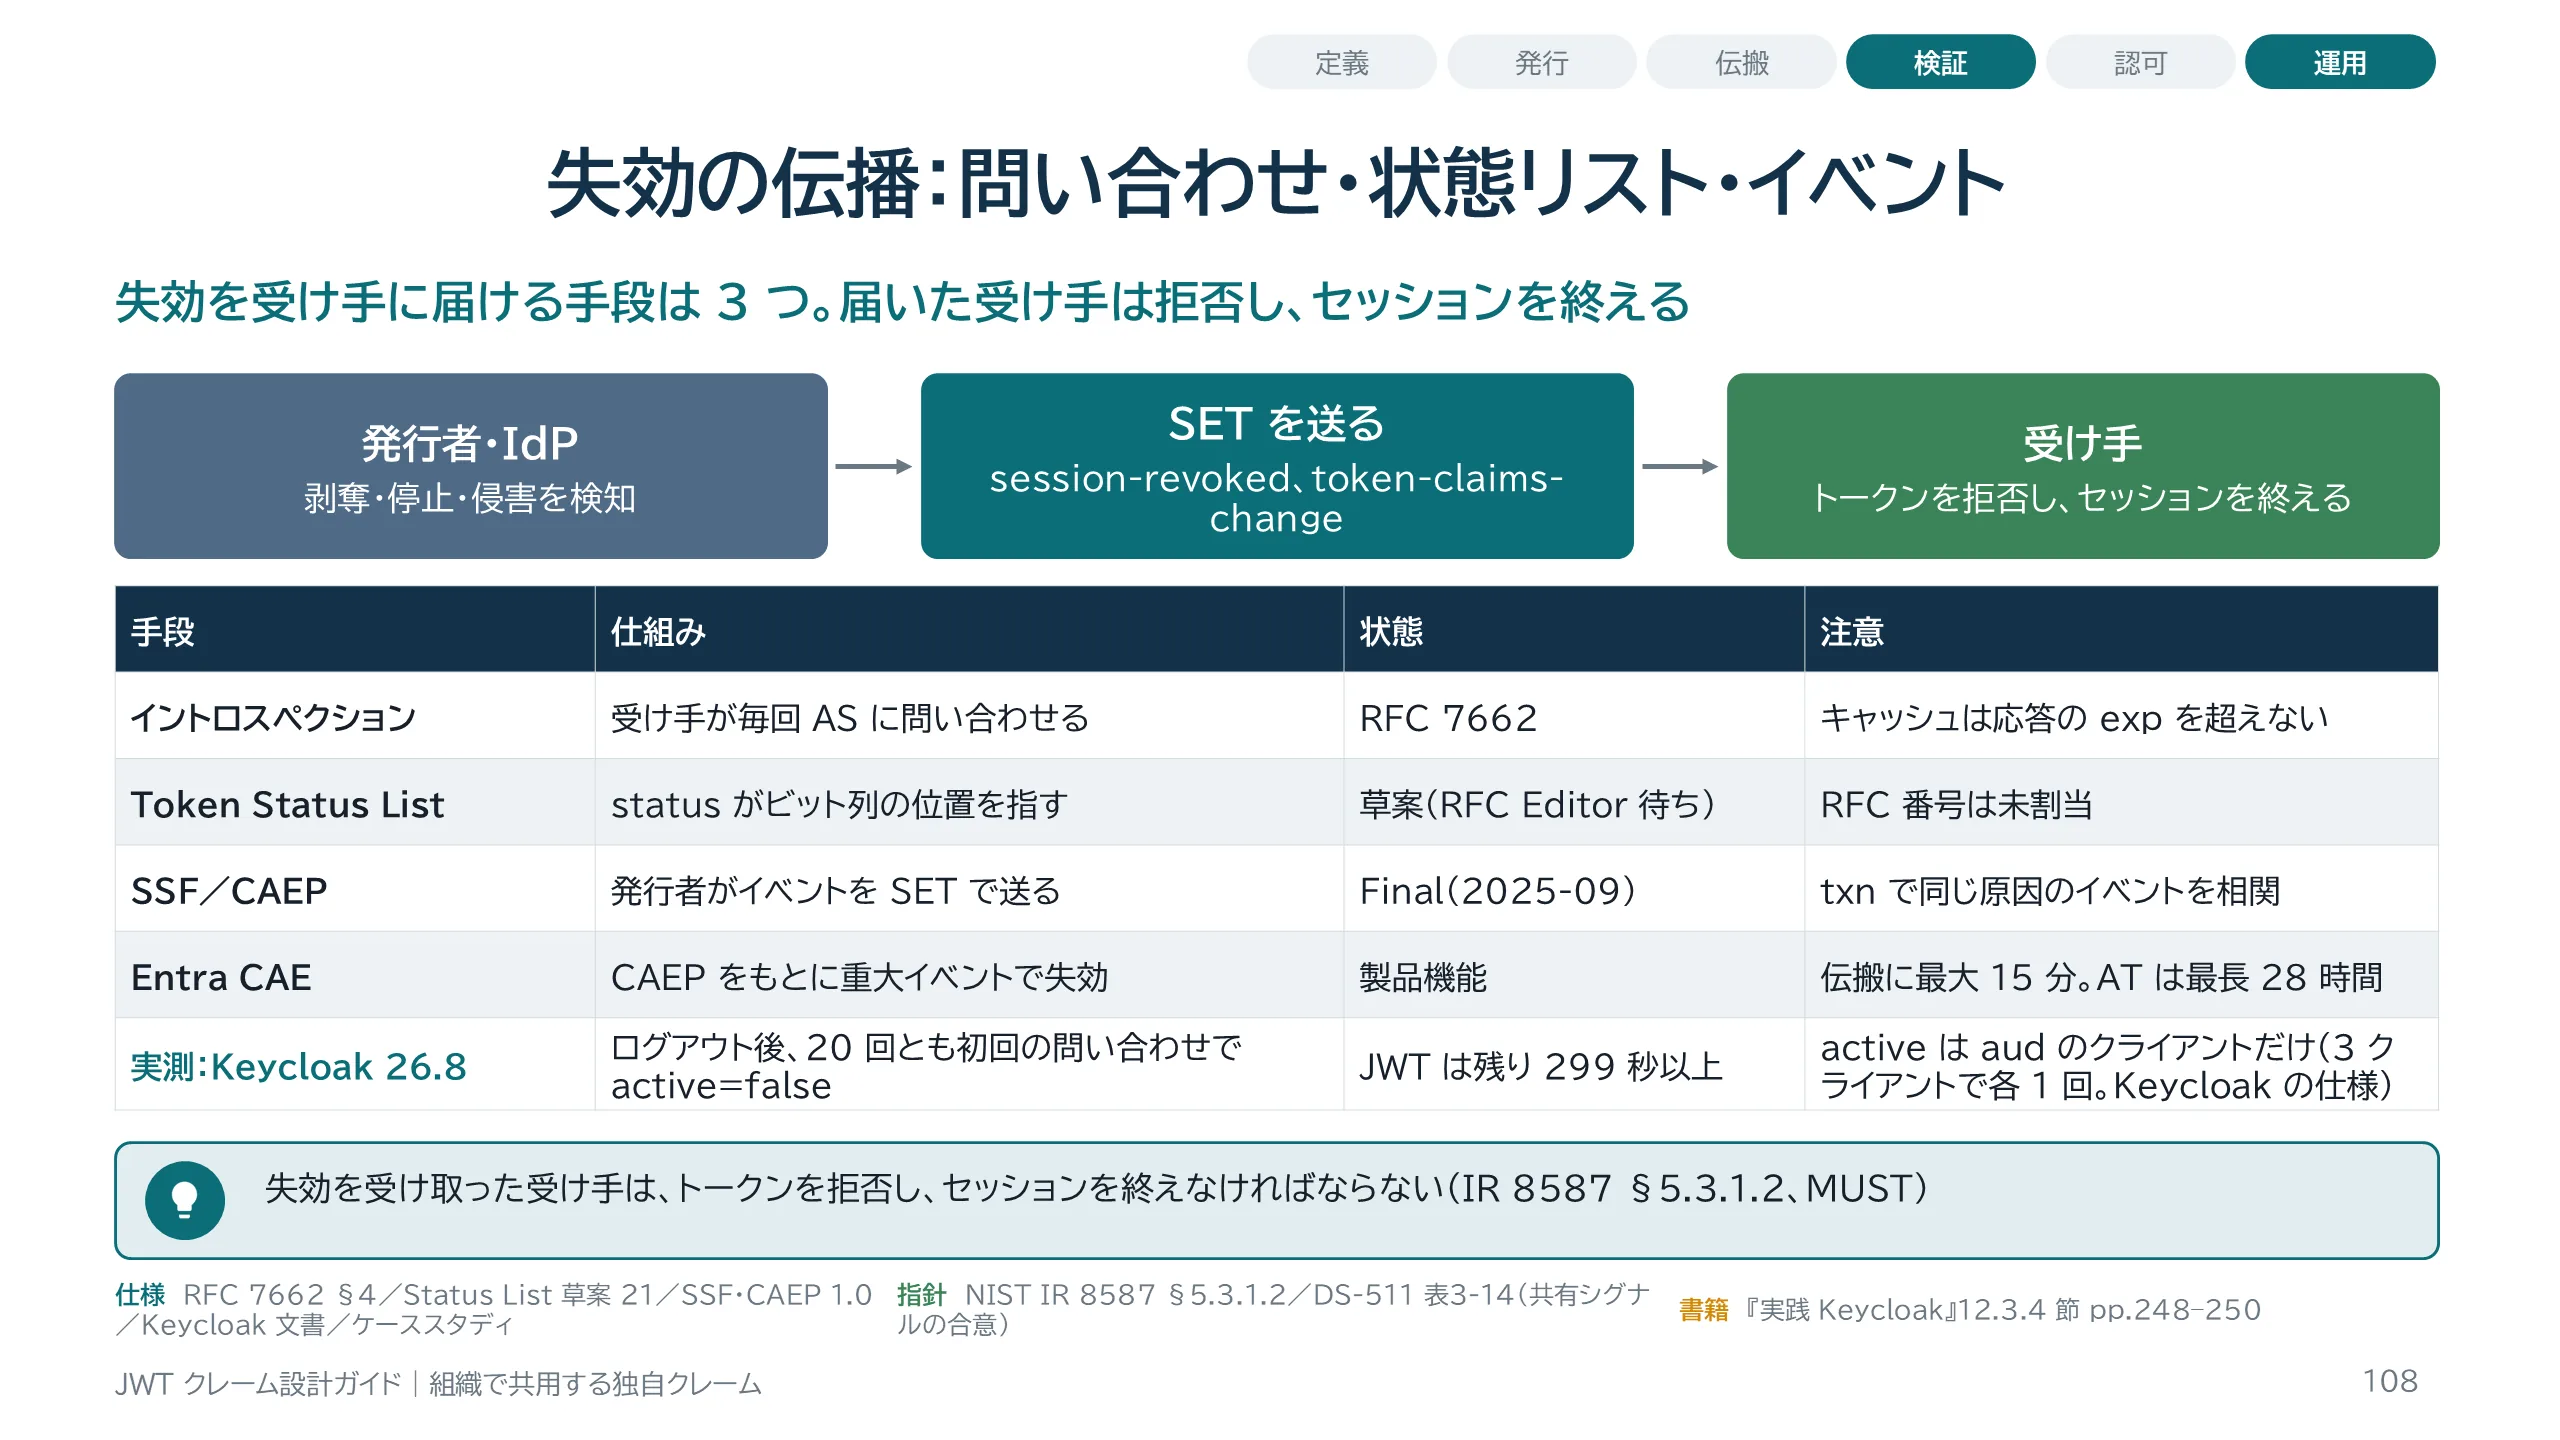 定義 発行 伝搬 検証 認可 運用
失効の伝播：問い合わせ・状態リスト・イベント
失効を受け手に届ける手段は 3 つ。届いた受け手は拒否し、セッションを終える
発行者・IdP
剥奪・停止・侵害を検知
SET を送る
session-revoked、token-claims-
change
受け手
トークンを拒否し、セッションを終える
手段 仕組み 状態 注意
イントロスペクション 受け手が毎回 AS に問い合わせる RFC 7662 キャッシュは応答の exp を超えない
Token Status List status がビット列の位置を指す 草案（RFC Editor 待ち） RFC 番号は未割当
SSF／CAEP 発行者がイベントを SET で送る Final（2025-09） txn で同じ原因のイベントを相関
Entra CAE CAEP をもとに重大イベントで失効 製品機能 伝搬に最大 15 分。AT は最長 28 時間
実測：Keycloak 26.8
ログアウト後、20 回とも初回の問い合わせで
active=false
JWT は残り 299 秒以上
active は aud のクライアントだけ（3 ク
ライアントで各 1 回。Keycloak の仕様）
失効を受け取った受け手は、トークンを拒否し、セッションを終えなければならない（IR 8587 §5.3.1.2、MUST）
仕様 RFC 7662 §4／Status List 草案 21／SSF・CAEP 1.0
／Keycloak 文書／ケーススタディ
指針 NIST IR 8587 §5.3.1.2／DS-511 表3-14（共有シグナ
ルの合意）
書籍 『実践 Keycloak』12.3.4 節 pp.248–250
JWT クレーム設計ガイド｜組織で共用する独自クレーム
108